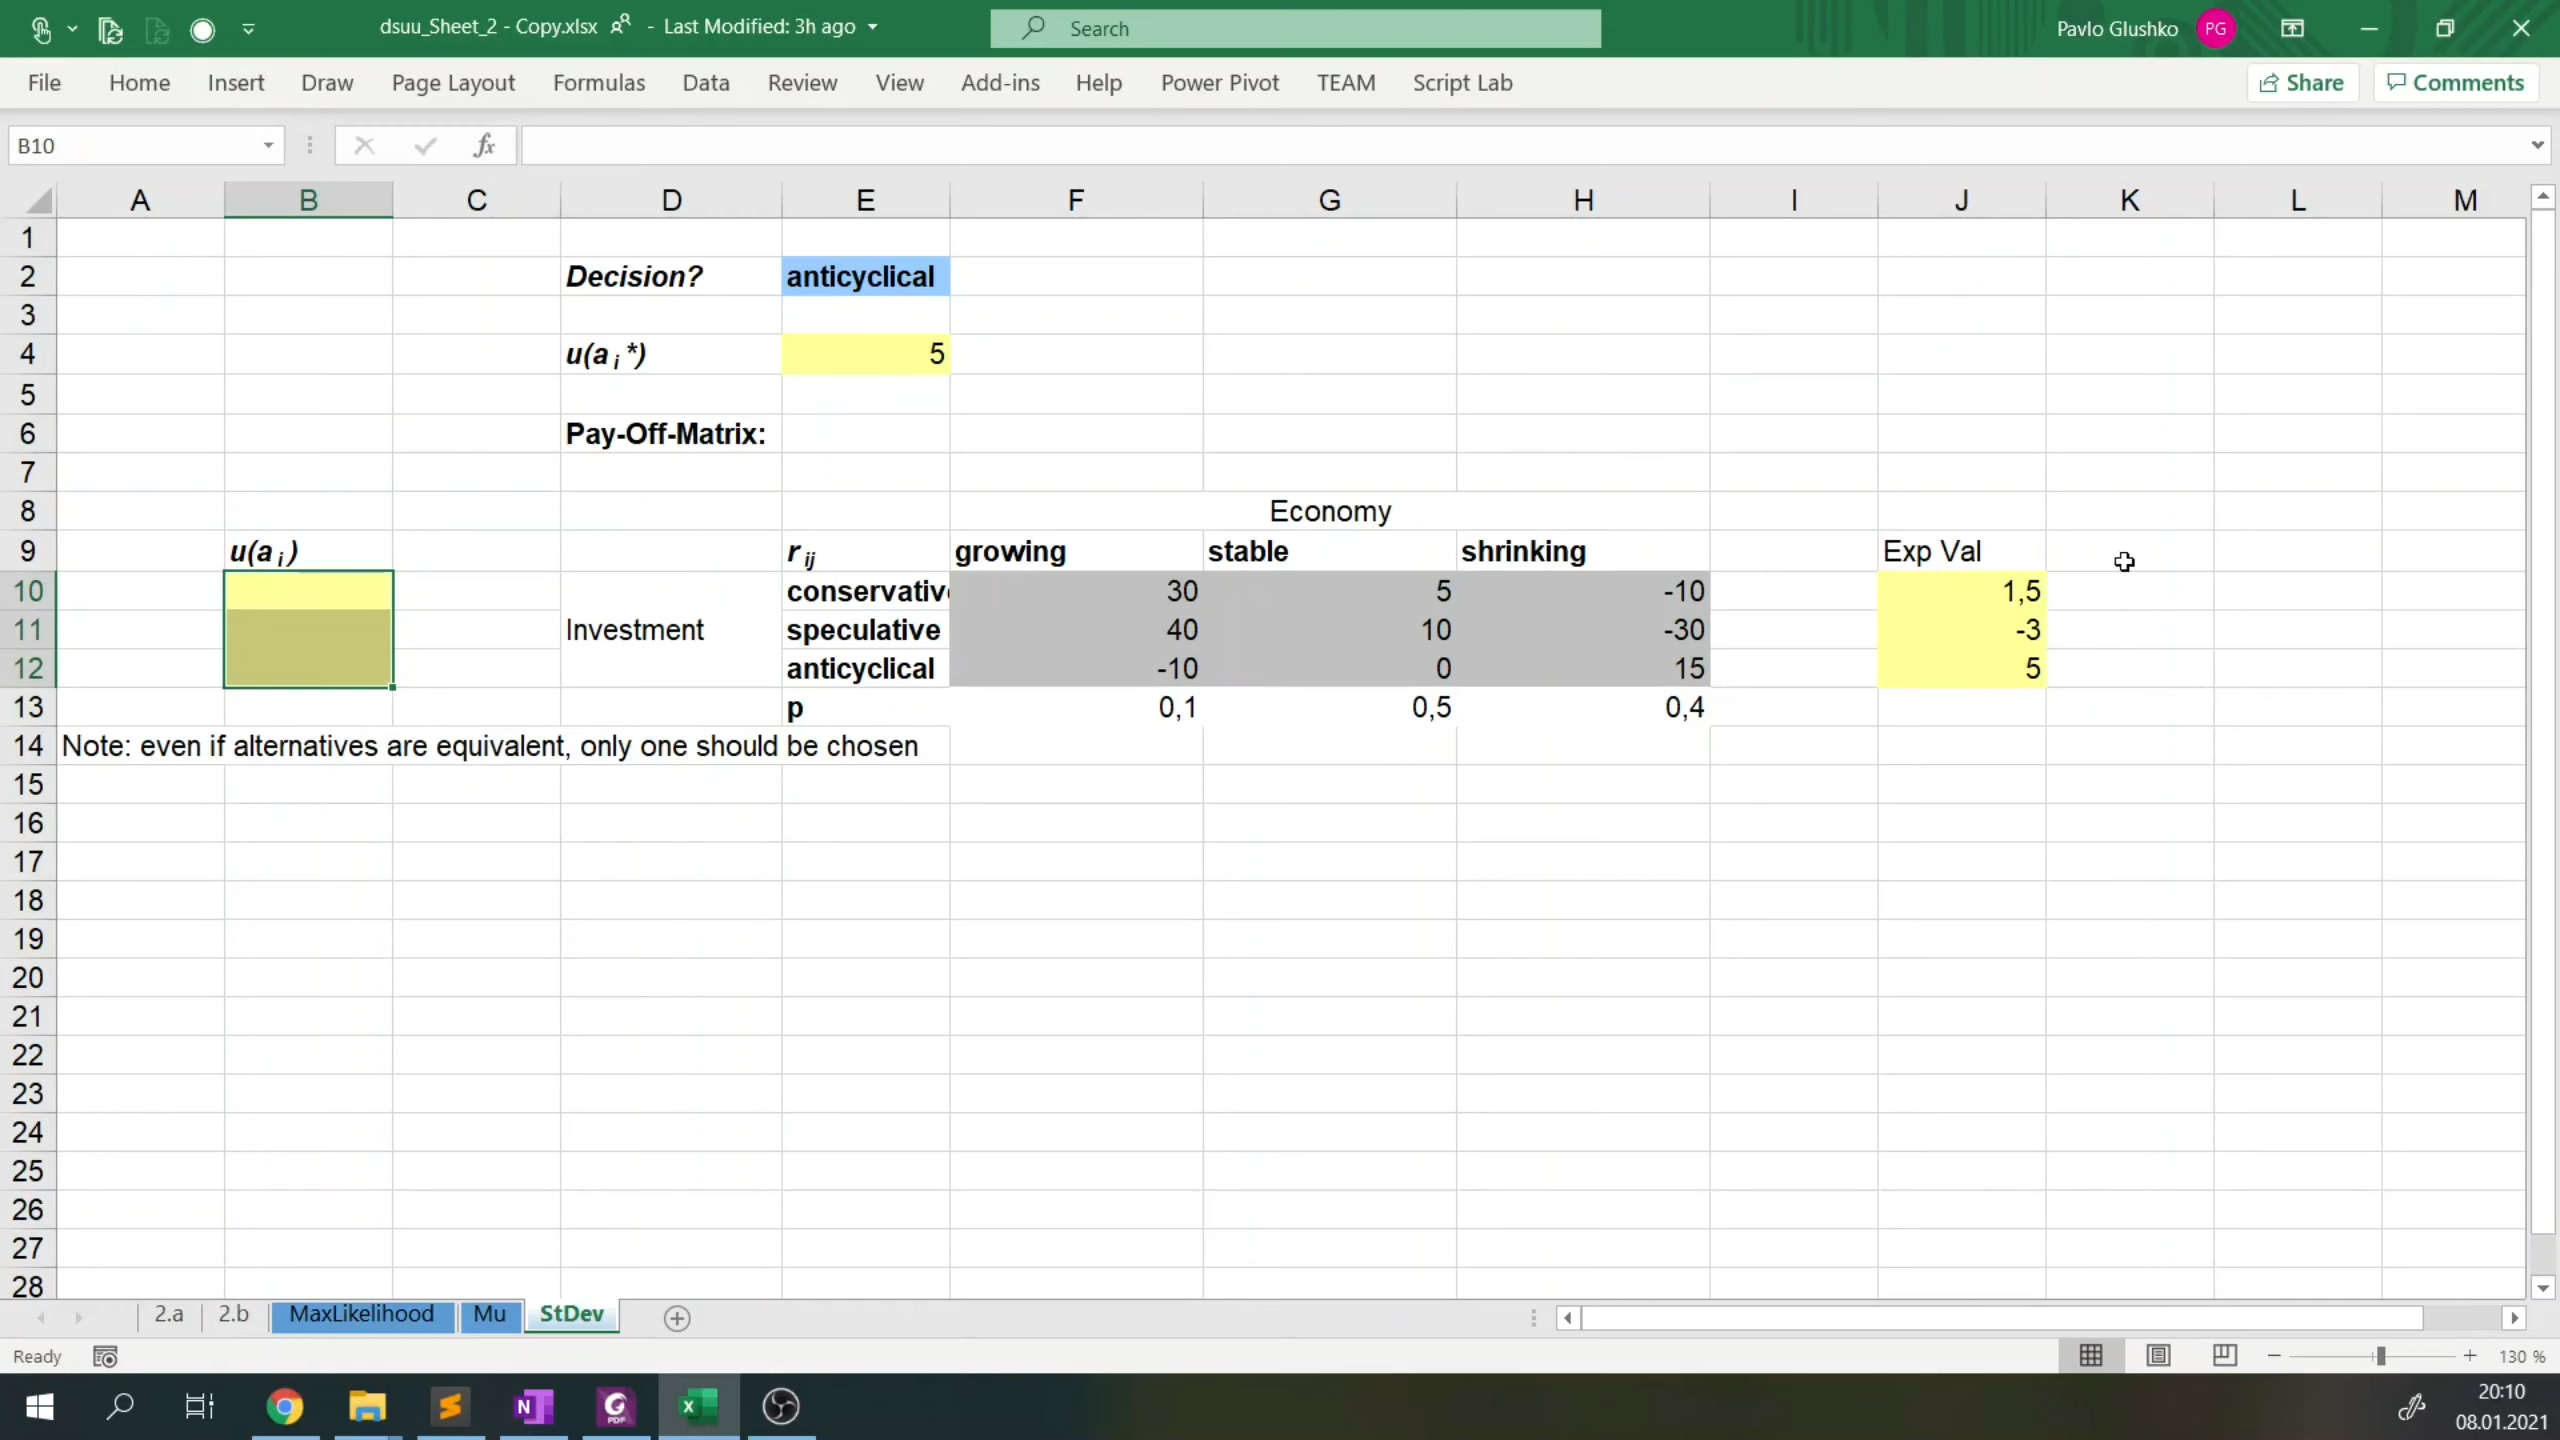 dsuu_Sheet_2 - Copy.xlsx - Last Modified: 3h ago
Search
Pavlo Glushko PG
File Home Insert Draw Page Layout Formulas Data Review View Add-ins Help Power Pivot TEAM Script Lab Share Comments
B10 fx
A B C D E F G H I J K L M
1
2 Decision? anticyclical
3
4 u(a i *) 5
5
6 Pay-Off-Matrix:
7
8 Economy
9 u(a i ) r ij growing stable shrinking Exp Val
10 conservativ 30 5 -10 1,5
11 Investment speculative 40 10 -30 -3
12 anticyclical -10 0 15 5
13 p 0,1 0,5 0,4
14 Note: even if alternatives are equivalent, only one should be chosen
15
16
17
18
19
20
21
22
23
24
25
26
27
28
2.a 2.b MaxLikelihood Mu StDev
Ready 130 %
20:10
08.01.2021